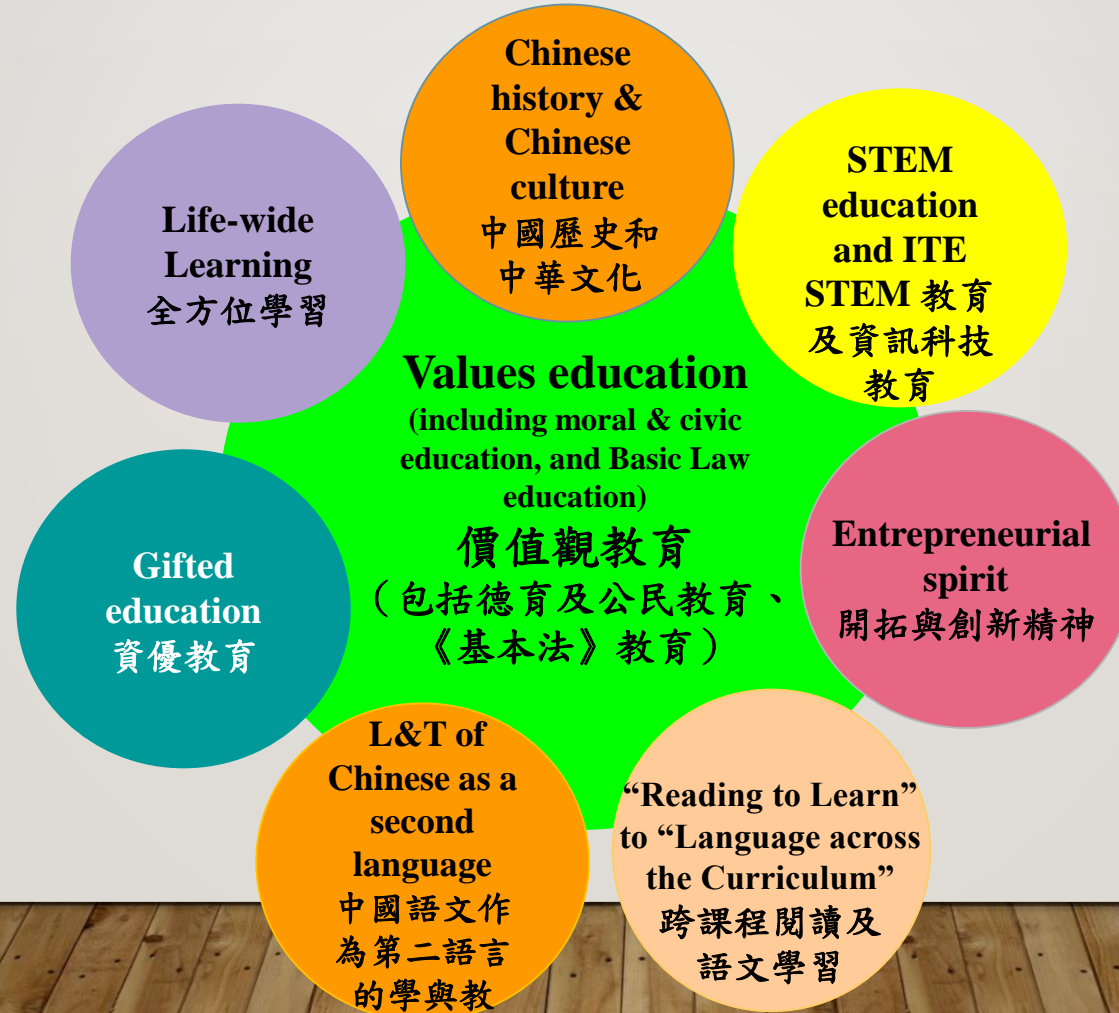 Chinese
history &
Chinese
culture
中國歷史和
中華文化
STEM
education
and ITE
STEM 教育
及資訊科技
教育
Life-wide
Learning
全方位學習
Values education
(including moral & civic
education, and Basic Law
education)
價值觀教育
（包括德育及公民教育、
《基本法》教育）
Entrepreneurial
spirit
開拓與創新精神
Gifted
education
資優教育
L&T of
Chinese as a
second
language
中國語文作
為第二語言
的學與教
“Reading to Learn”
to “Language across
the Curriculum”
跨課程閱讀及
語文學習